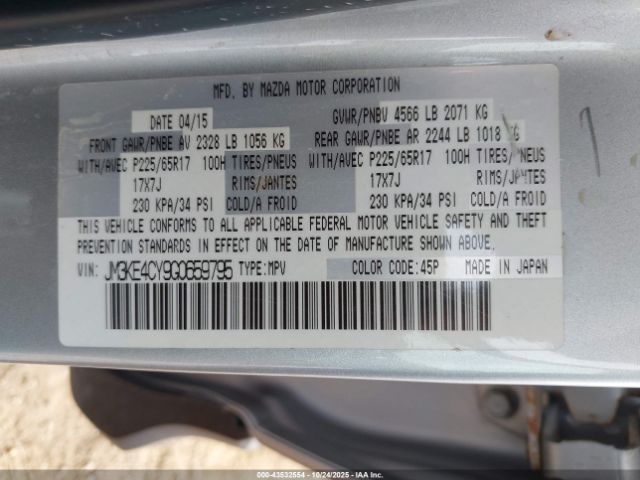 MFD. BY MAZDA MOTOR CORPORATION
DATE 04/15 GVWR/PNBV 4566 LB 2071 KG
FRONT GAWR/PNBE AV 2328 LB 1056 KG REAR GAWR/PNBE AR 2244 LB 1018 KG
WITH/AVEC P225/65R17 100H TIRES/PNEUS WITH/AVEC P225/65R17 100H TIRES/PNEUS
17X7J RIMS/JANTES 17X7J RIMS/JANTES
230 KPA/34 PSI COLD/A FROID 230 KPA/34 PSI COLD/A FROID
THIS VEHICLE CONFORMS TO ALL APPLICABLE FEDERAL MOTOR VEHICLE SAFETY AND THEFT
PREVENTION STANDARDS IN EFFECT ON THE DATE OF MANUFACTURE SHOWN ABOVE.
VIN: JM3KE4CY9G0659795 TYPE: MPV COLOR CODE: 45P MADE IN JAPAN
000-43532554 - 10/24/2025 - IAAI.COM